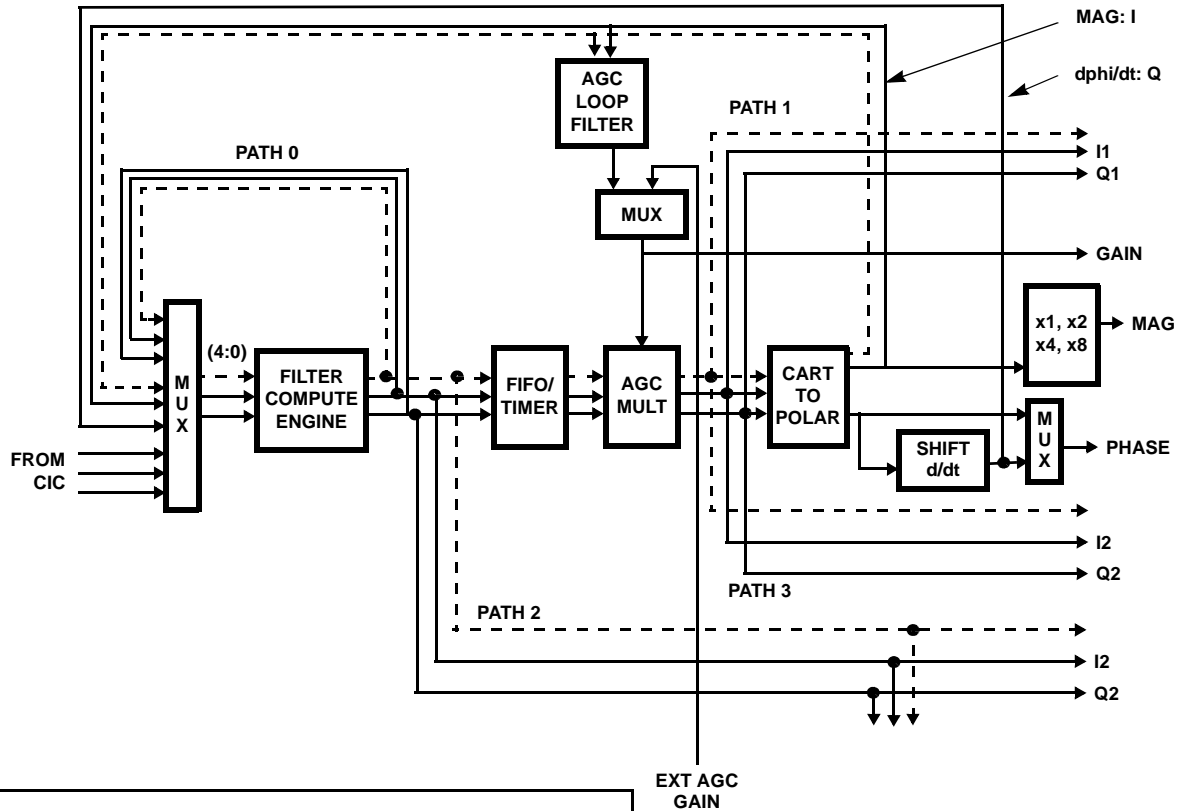 MAG: I
dphi/dt: Q
AGC
LOOP
FILTER
PATH 1
I1
Q1
PATH 0
MUX
GAIN
x1, x2
x4, x8
MAG
(4:0)
MUX
FILTER
COMPUTE
ENGINE
FIFO/
TIMER
AGC
MULT
CART
TO
POLAR
MUX
PHASE
SHIFT
d/dt
FROM
CIC
I2
Q2
PATH 3
PATH 2
I2
Q2
EXT AGC
GAIN